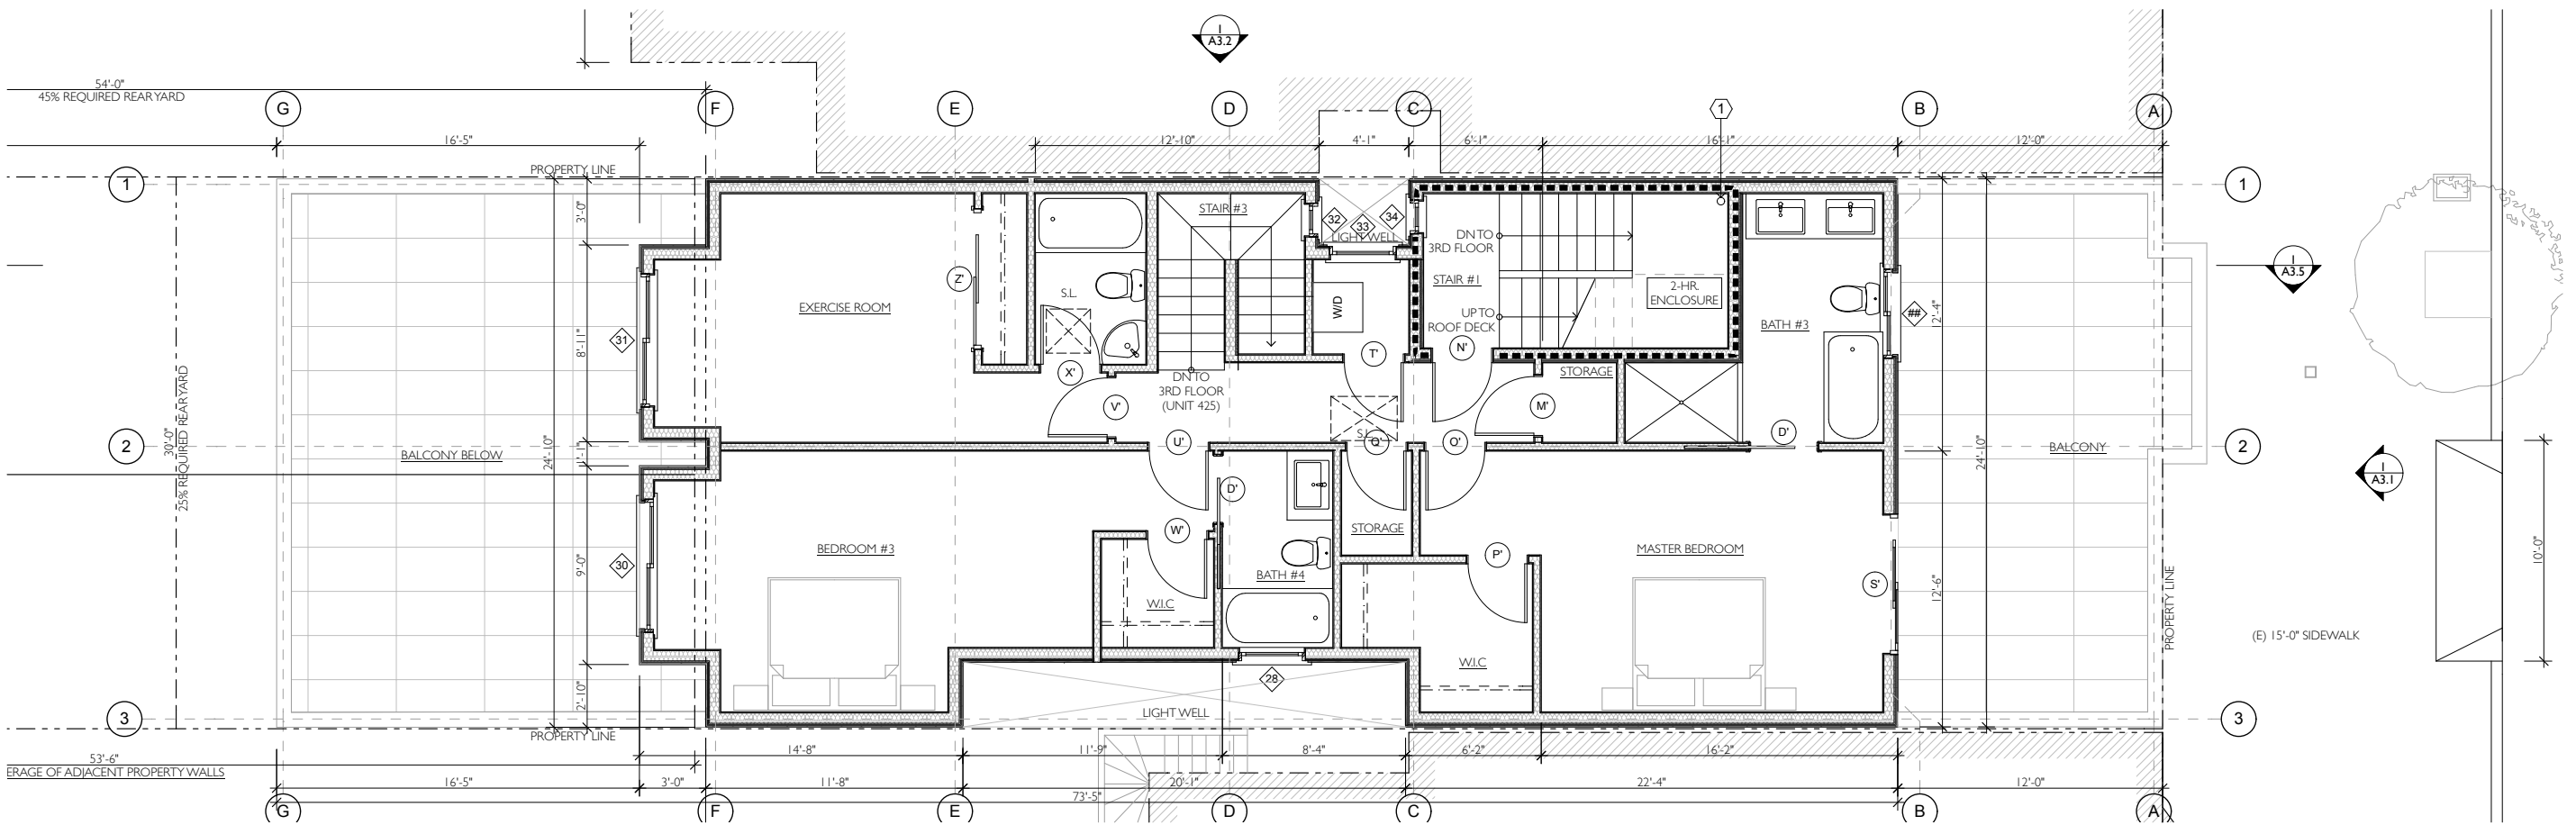 1
A3.2
54'-0"
45% REQUIRED REAR YARD
G
F
E
D
C
1
B
A
16'-5"
12'-10"
4'-1"
6'-1"
16'-1"
12'-0"
PROPERTY LINE
1
1
3'-0"
STAIR #3
32
33
34
LIGHT WELL
DN TO
3RD FLOOR
STAIR #1
2-HR.
ENCLOSURE
UP TO
ROOF DECK
1
A3.5
Z'
S.L.
EXERCISE ROOM
WD
##
12'-4"
BATH #3
31
8'-11"
T'
N'
X'
STORAGE
DN TO
3RD FLOOR
(UNIT 425)
V'
M'
25% REQUIRED REAR YARD
30'-0"
2
BALCONY BELOW
24'-10"
1'-1"
U'
S.L.
Q'
O'
D'
24'-10"
BALCONY
2
1
A3.1
D'
W'
STORAGE
BEDROOM #3
P'
MASTER BEDROOM
30
9'-0"
BATH #4
S'
12'-6"
10'-0"
W.I.C
PROPERTY LINE
(E) 15'-0" SIDEWALK
W.I.C
28
2'-10"
LIGHT WELL
3
3
PROPERTY LINE
53'-6"
ERAGE OF ADJACENT PROPERTY WALLS
14'-8"
11'-9"
8'-4"
6'-2"
16'-2"
16'-5"
3'-0"
11'-8"
20'-1"
22'-4"
12'-0"
73'-5"
G
F
E
D
C
B
A